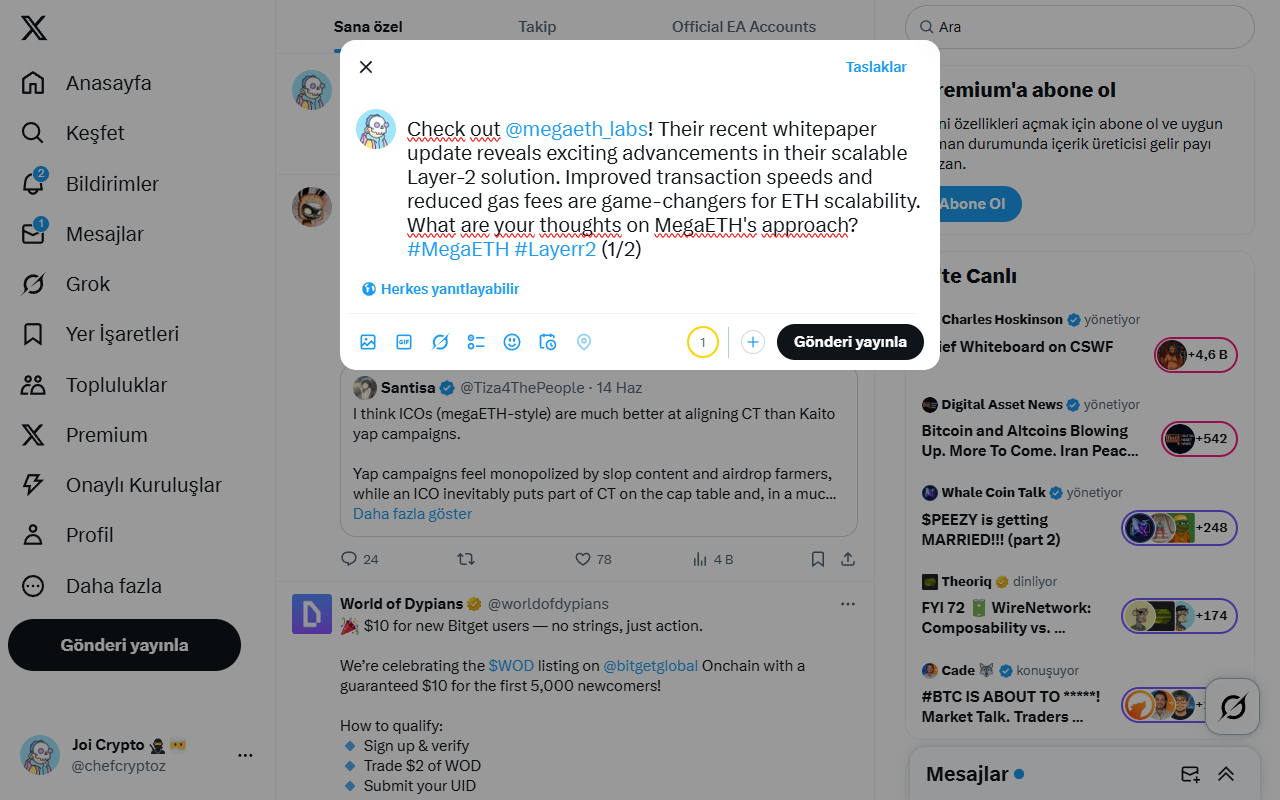 Anasayfa
Keşfet
2
Bildirimler
1
Mesajlar
Grok
Yer İşaretleri
Topluluklar
Premium
Onaylı Kuruluşlar
Profil
Daha fazla
Gönderi yayınla
Joi Crypto
@chefcryptoz
Sana özel
Takip
Official EA Accounts
Taslaklar
Check out @megaeth_labs! Their recent whitepaper
update reveals exciting advancements in their scalable
Layer-2 solution. Improved transaction speeds and
reduced gas fees are game-changers for ETH scalability.
What are your thoughts on MegaETH's approach?
#MegaETH #Layerr2 (1/2)
Herkes yanıtlayabilir
GIF
1
Gönderi yayınla
Santisa @Tiza4ThePeople · 14 Haz
I think ICOs (megaETH-style) are much better at aligning CT than Kaito
yap campaigns.
Yap campaigns feel monopolized by slop content and airdrop farmers,
while an ICO inevitably puts part of CT on the cap table and, in a muc...
Daha fazla göster
24
78
4 B
World of Dypians @worldofdypians
$10 for new Bitget users — no strings, just action.
We're celebrating the $WOD listing on @bitgetglobal Onchain with a
guaranteed $10 for the first 5,000 newcomers!
How to qualify:
Sign up & verify
Trade $2 of WOD
Submit your UID
Ara
remium'a abone ol
ni özellikleri açmak için abone ol ve uygun
man durumunda içerik üreticisi gelir payı
zan.
Abone Ol
te Canlı
Charles Hoskinson yönetiyor
ief Whiteboard on CSWF
+4,6 B
Digital Asset News yönetiyor
Bitcoin and Altcoins Blowing
Up. More To Come. Iran Peac...
+542
Whale Coin Talk yönetiyor
$PEEZY is getting
MARRIED!!! (part 2)
+248
Theoriq dinliyor
FYI 72 🔋 WireNetwork:
Composability vs. ...
+174
Cade konuşuyor
#BTC IS ABOUT TO *****!
Market Talk. Traders ...
Mesajlar